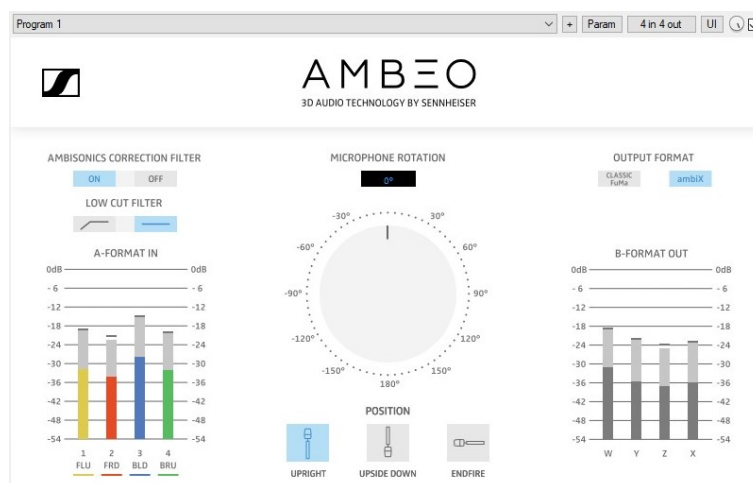 Program 1
+
Param
4 in 4 out
UI
AMBEO
3D AUDIO TECHNOLOGY BY SENNHEISER
AMBISONICS CORRECTION FILTER
ON OFF
LOW CUT FILTER
A-FORMAT IN
0dB 0dB
- 6 - 6
-12 -12
-18 -18
-24 -24
-30 -30
-36 -36
-42 -42
-48 -48
-54 -54
1 2 3 4
FLU FRD BLD BRU
MICROPHONE ROTATION
0°
-30° 30°
-60° 60°
-90° 90°
-120° 120°
-150° 150°
180°
POSITION
UPRIGHT UPSIDE DOWN ENDFIRE
OUTPUT FORMAT
CLASSIC
FuMa
ambiX
B-FORMAT OUT
0dB 0dB
- 6 - 6
-12 -12
-18 -18
-24 -24
-30 -30
-36 -36
-42 -42
-48 -48
-54 -54
W Y Z X